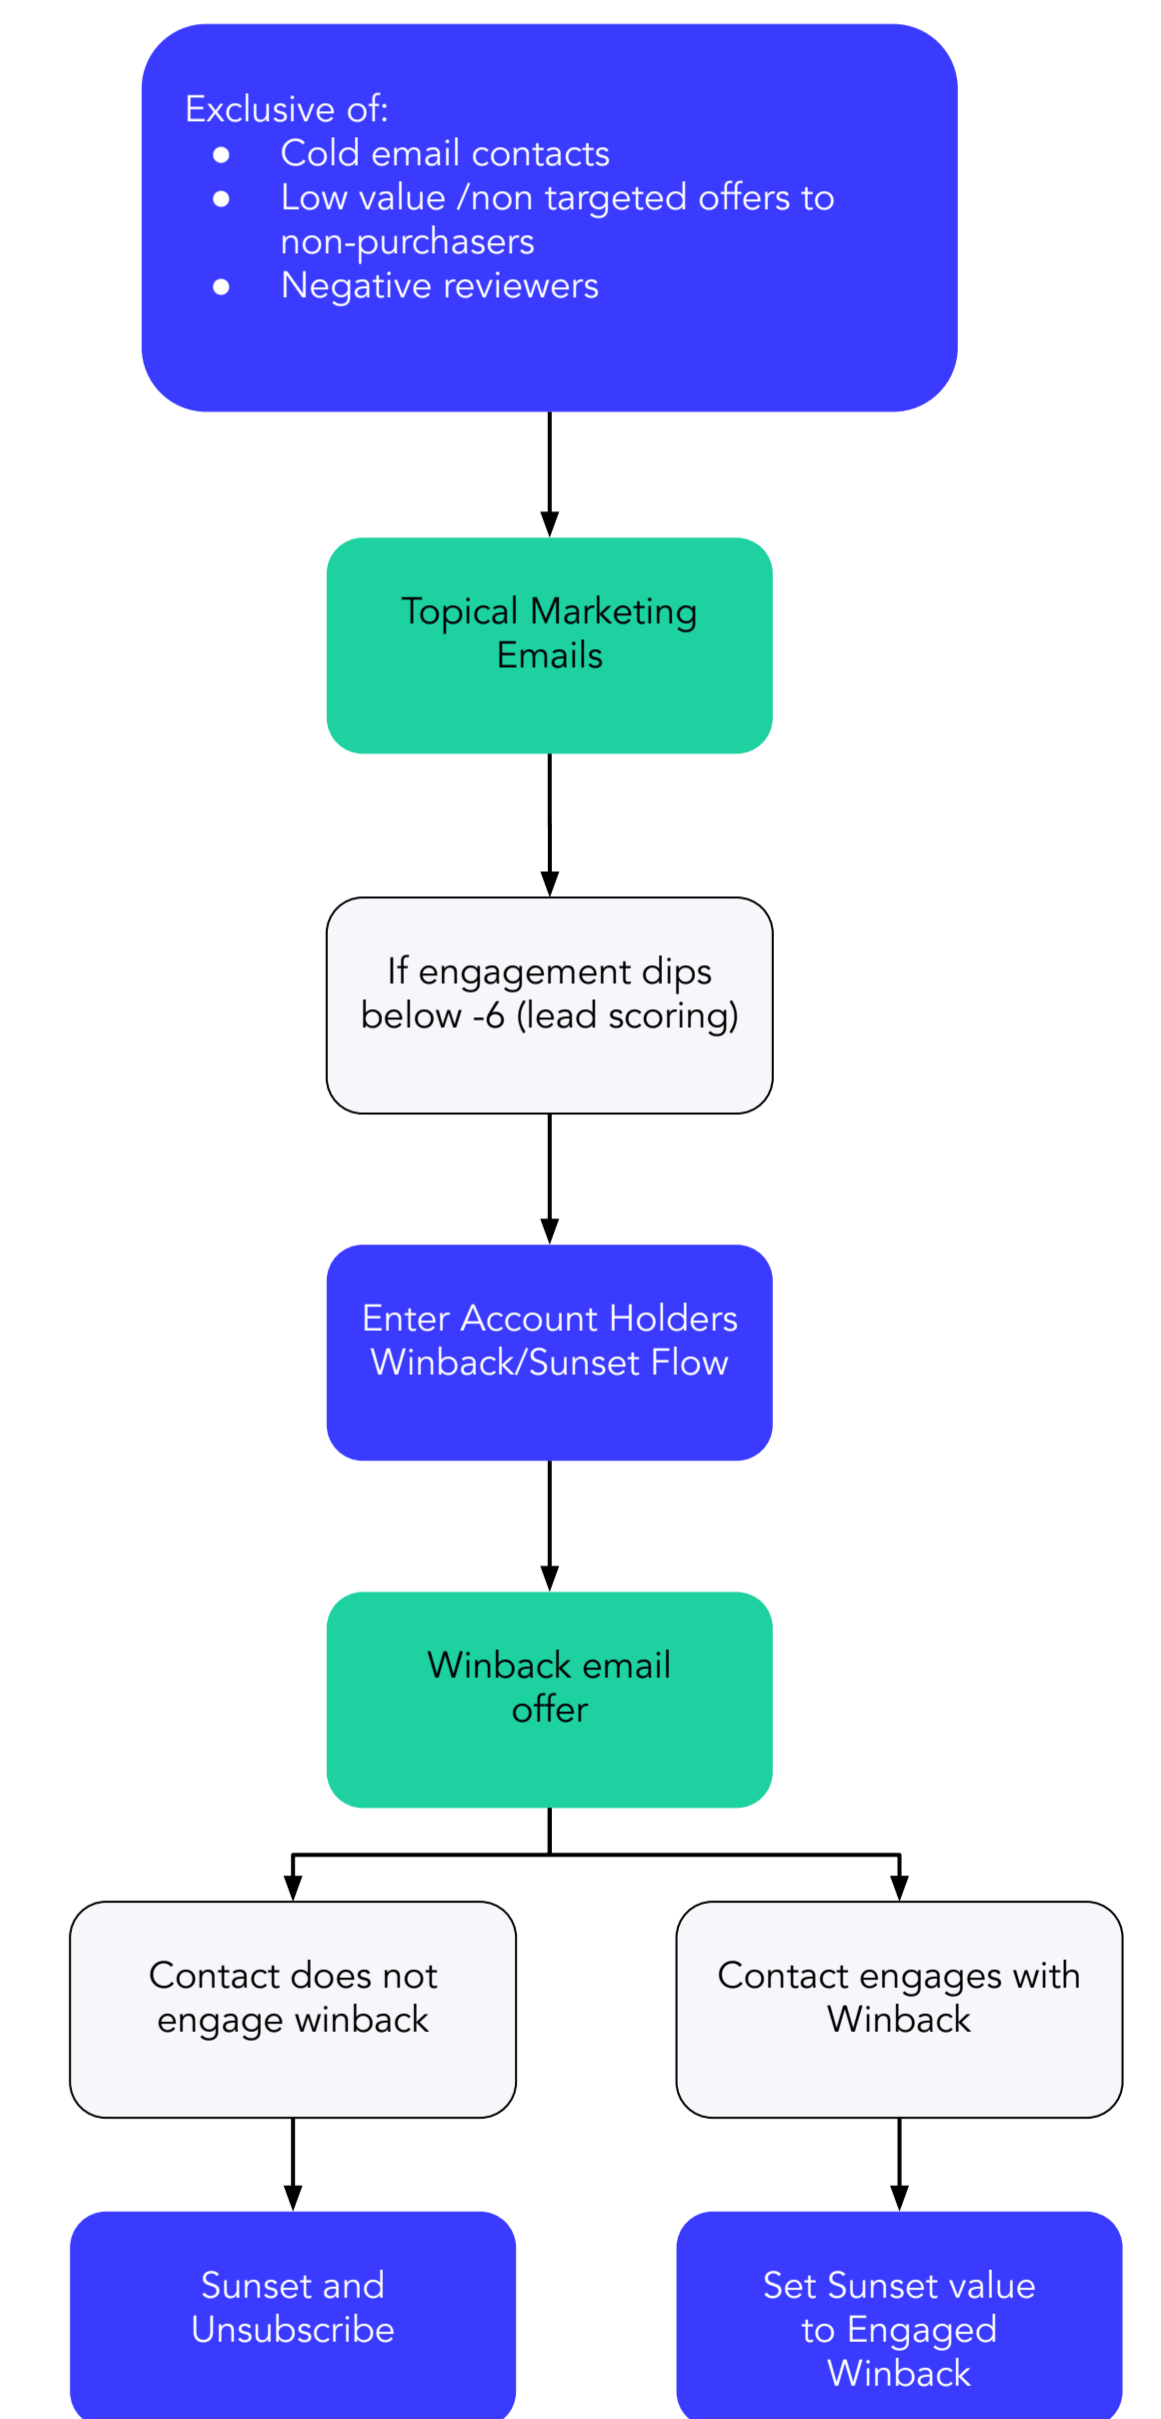 Exclusive of:
● Cold email contacts
● Low value /non targeted offers to
non-purchasers
● Negative reviewers
Topical Marketing
Emails
If engagement dips
below -6 (lead scoring)
Enter Account Holders
Winback/Sunset Flow
Winback email
offer
Contact does not
engage winback
Contact engages with
Winback
Sunset and
Unsubscribe
Set Sunset value
to Engaged
Winback